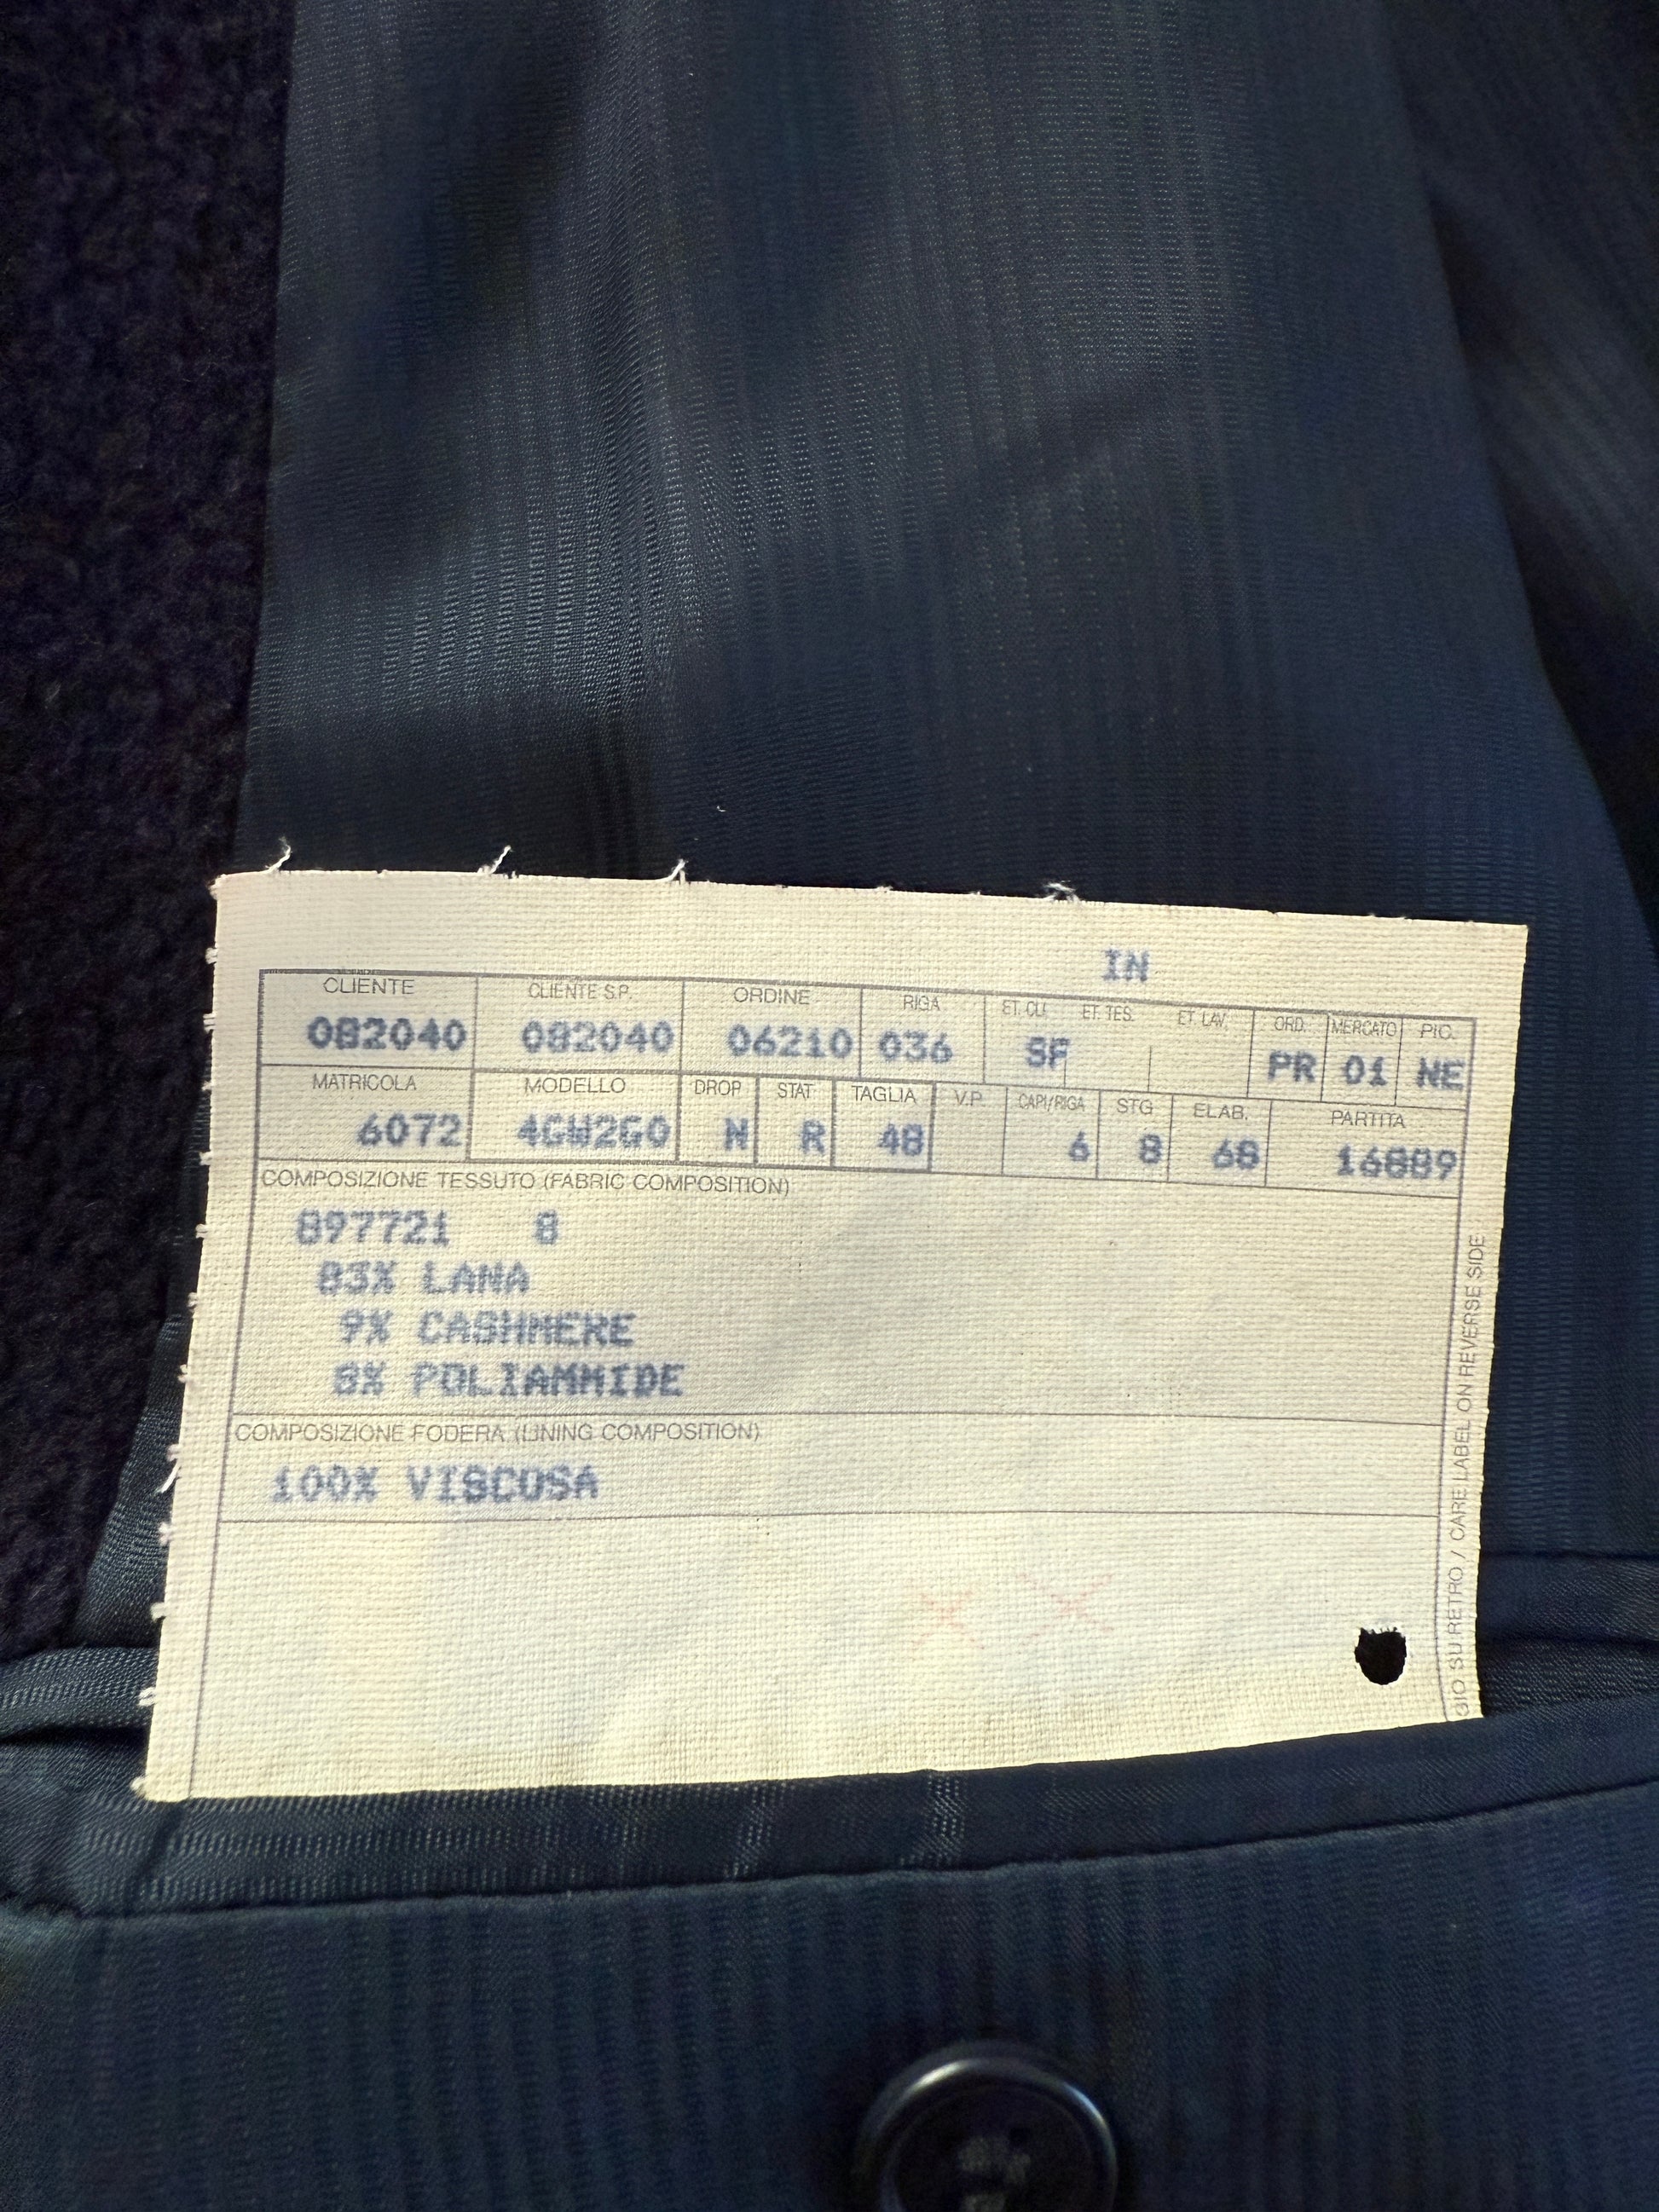 IN
CLIENTE CLIENTE S.P. ORDINE RIGA ET. CLI. ET. TES. ET. LAV. ORD. MERCATO PIC.
082040 082040 06210 036 SF PR 01 NE
MATRICOLA MODELLO DROP STAT TAGLIA V.P. CAPI/RIGA STG ELAB. PARTITA
6072 4GW2G0 N R 48 6 8 68 16889
COMPOSIZIONE TESSUTO (FABRIC COMPOSITION)
897721 8
83% LANA
9% CASHMERE
8% POLIAMMIDE
COMPOSIZIONE FODERA (LINING COMPOSITION)
100% VISCOSA
GIO SU RETRO / CARE LABEL ON REVERSE SIDE